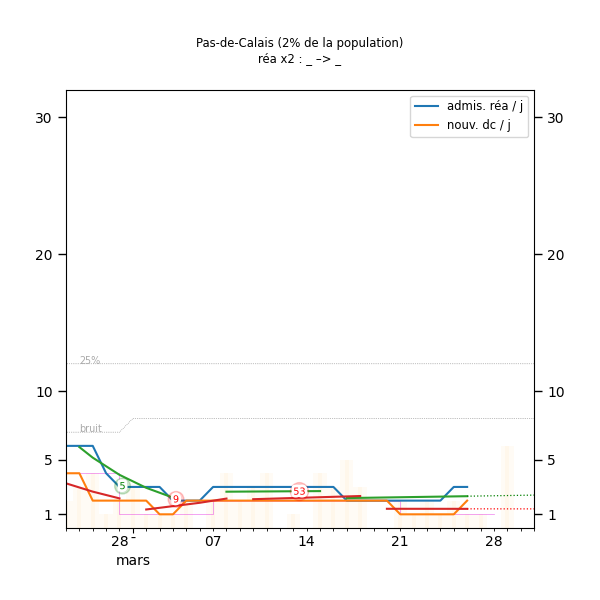 Pas-de-Calais (2% de la population)
réa x2 : _ –> _
admis. réa / j
nouv. dc / j
30 30
20 20
25%
10 10
bruit
5 5
5
9
53
1 1
28 07 14 21 28
mars